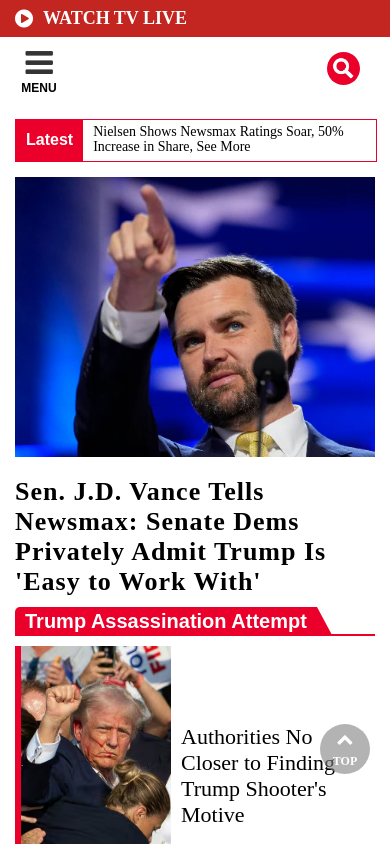 WATCH TV LIVE
MENU
Latest
Nielsen Shows Newsmax Ratings Soar, 50%
Increase in Share, See More
Sen. J.D. Vance Tells
Newsmax: Senate Dems
Privately Admit Trump Is
'Easy to Work With'
Trump Assassination Attempt
Authorities No
Closer to Finding
Trump Shooter's
Motive
TOP